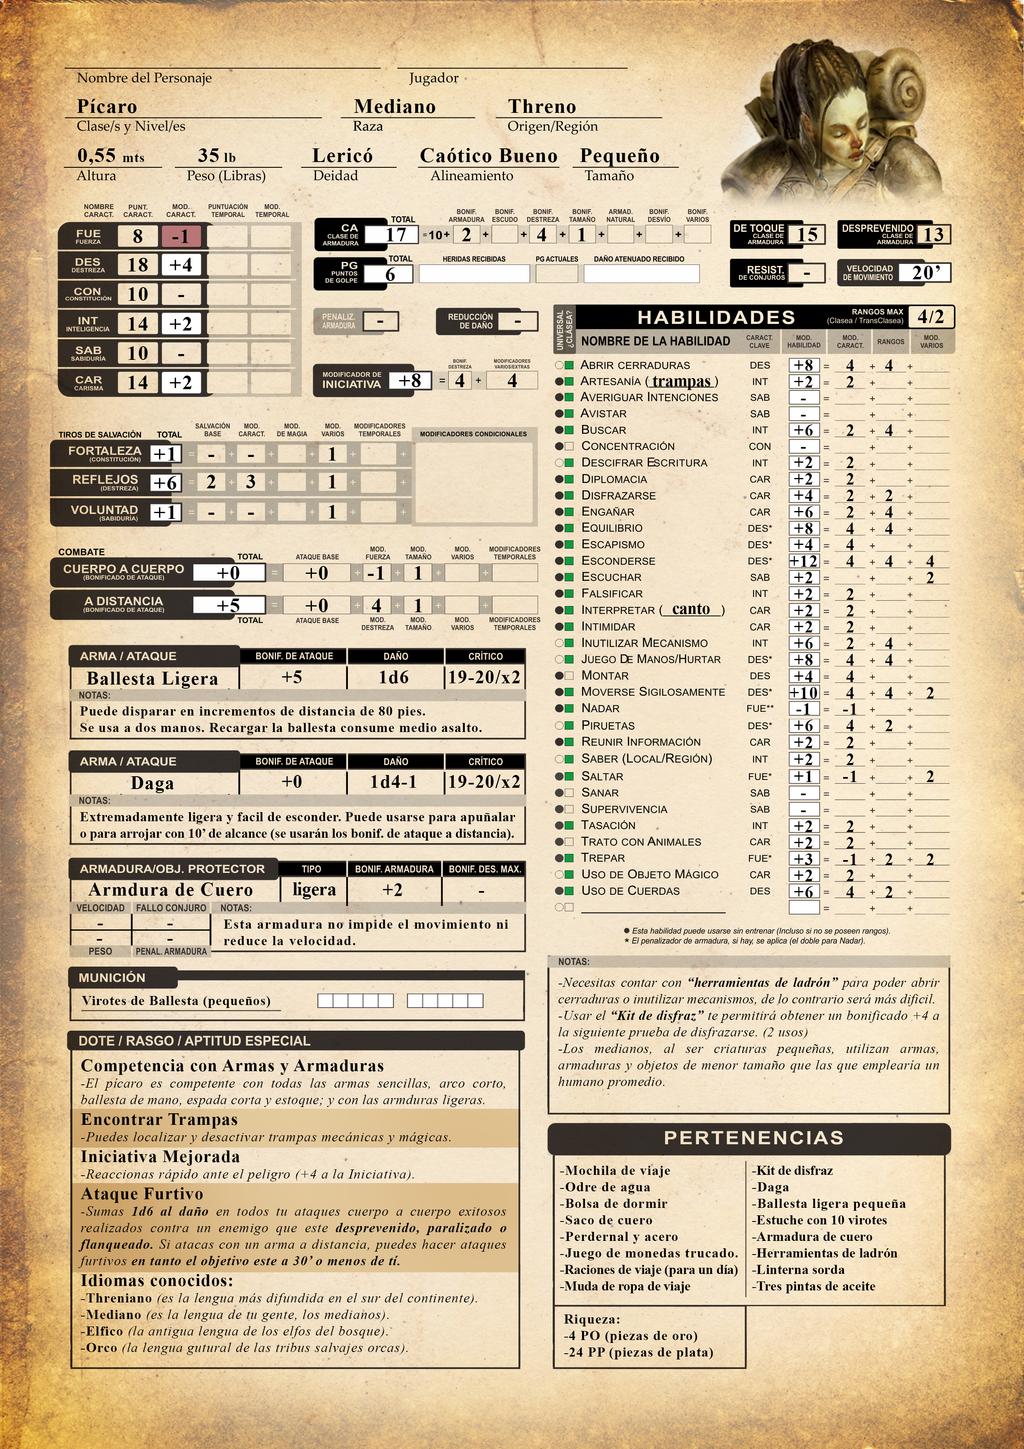 Nombre del Personaje Jugador
Pícaro Mediano Threno
Clase/s y Nivel/es Raza Origen/Región
0,55 mts 35 lb Lericó Caótico Bueno Pequeño
Altura Peso (Libras) Deidad Alineamiento Tamaño
NOMBRE CARACT. PUNT. CARACT. MOD. CARACT. PUNTUACIÓN TEMPORAL MOD. TEMPORAL
FUE FUERZA 8 -1
DES DESTREZA 18 +4
CON CONSTITUCIÓN 10 -
INT INTELIGENCIA 14 +2
SAB SABIDURÍA 10 -
CAR CARISMA 14 +2
TOTAL BONIF. ARMADURA BONIF. ESCUDO BONIF. DESTREZA BONIF. TAMAÑO ARMAD. NATURAL BONIF. DESVÍO BONIF. VARIOS
CA CLASE DE ARMADURA 17 =10+ 2 + + 4 + 1 + + +
DE TOQUE CLASE DE ARMADURA 15 DESPREVENIDO CLASE DE ARMADURA 13
TOTAL HERIDAS RECIBIDAS PG ACTUALES DAÑO ATENUADO RECIBIDO
PG PUNTOS DE GOLPE 6
RESIST. DE CONJUROS - VELOCIDAD DE MOVIMIENTO 20’
PENALIZ. ARMADURA - REDUCCIÓN DE DAÑO -
BONIF. DESTREZA MODIFICADORES VARIOS/EXTRAS
MODIFICADOR DE INICIATIVA +8 = 4 + 4
TIROS DE SALVACIÓN TOTAL SALVACIÓN BASE MOD. CARACT. MOD. DE MAGIA MOD. VARIOS MODIFICADORES TEMPORALES MODIFICADORES CONDICIONALES
FORTALEZA (CONSTITUCIÓN) +1 = - + - + + 1 +
REFLEJOS (DESTREZA) +6 = 2 + 3 + + 1 +
VOLUNTAD (SABIDURÍA) +1 = - + - + + 1 +
COMBATE
TOTAL ATAQUE BASE MOD. FUERZA MOD. TAMAÑO MOD. VARIOS MODIFICADORES TEMPORALES
CUERPO A CUERPO (BONIFICADO DE ATAQUE) +0 = +0 + -1 + 1 + +
A DISTANCIA (BONIFICADO DE ATAQUE) +5 = +0 + 4 + 1 + +
TOTAL ATAQUE BASE MOD. DESTREZA MOD. TAMAÑO MOD. VARIOS MODIFICADORES TEMPORALES
ARMA / ATAQUE BONIF. DE ATAQUE DAÑO CRÍTICO
Ballesta Ligera +5 1d6 19-20/x2
NOTAS:
Puede disparar en incrementos de distancia de 80 pies.
Se usa a dos manos. Recargar la ballesta consume medio asalto.
ARMA / ATAQUE BONIF. DE ATAQUE DAÑO CRÍTICO
Daga +0 1d4-1 19-20/x2
NOTAS:
Extremadamente ligera y facil de esconder. Puede usarse para apuñalar
o para arrojar con 10’ de alcance (se usarán los bonif. de ataque a distancia).
ARMADURA/OBJ. PROTECTOR TIPO BONIF. ARMADURA BONIF. DES. MAX.
Armdura de Cuero ligera +2 -
VELOCIDAD FALLO CONJURO NOTAS:
- - Esta armadura no impide el movimiento ni
- - reduce la velocidad.
PESO PENAL. ARMADURA
MUNICIÓN
Virotes de Ballesta (pequeños)
DOTE / RASGO / APTITUD ESPECIAL
Competencia con Armas y Armaduras
-El pícaro es competente con todas las armas sencillas, arco corto,
ballesta de mano, espada corta y estoque; y con las armduras ligeras.
Encontrar Trampas
-Puedes localizar y desactivar trampas mecánicas y mágicas.
Iniciativa Mejorada
-Reaccionas rápido ante el peligro (+4 a la Iniciativa).
Ataque Furtivo
-Sumas 1d6 al daño en todos tu ataques cuerpo a cuerpo exitosos
realizados contra un enemigo que este desprevenido, paralizado o
flanqueado. Si atacas con un arma a distancia, puedes hacer ataques
furtivos en tanto el objetivo este a 30’ o menos de tí.
Idiomas conocidos:
-Threniano (es la lengua más difundida en el sur del continente).
-Mediano (es la lengua de tu gente, los medianos).
-Elfico (la antigua lengua de los elfos del bosque).
-Orco (la lengua gutural de las tribus salvajes orcas).
UNIVERSAL ¿CLASEA? HABILIDADES RANGOS MAX (Clasea / TransClasea) 4/2
NOMBRE DE LA HABILIDAD CARACT. CLAVE MOD. HABILIDAD MOD. CARACT. RANGOS MOD. VARIOS
ABRIR CERRADURAS DES +8 = 4 + 4 +
ARTESANÍA (trampas) INT +2 = 2 + +
AVERIGUAR INTENCIONES SAB - = + +
AVISTAR SAB - = + +
BUSCAR INT +6 = 2 + 4 +
CONCENTRACIÓN CON - = + +
DESCIFRAR ESCRITURA INT +2 = 2 + +
DIPLOMACIA CAR +2 = 2 + +
DISFRAZARSE CAR +4 = 2 + 2 +
ENGAÑAR CAR +6 = 2 + 4 +
EQUILIBRIO DES* +8 = 4 + 4 +
ESCAPISMO DES* +4 = 4 + +
ESCONDERSE DES* +12 = 4 + 4 + 4
ESCUCHAR SAB +2 = + + 2
FALSIFICAR INT +2 = 2 + +
INTERPRETAR (canto) CAR +2 = 2 + +
INTIMIDAR CAR +2 = 2 + +
INUTILIZAR MECANISMO INT +6 = 2 + 4 +
JUEGO DE MANOS/HURTAR DES* +8 = 4 + 4 +
MONTAR DES +4 = 4 + +
MOVERSE SIGILOSAMENTE DES* +10 = 4 + 4 + 2
NADAR FUE** -1 = -1 + +
PIRUETAS DES* +6 = 4 + 2 +
REUNIR INFORMACIÓN CAR +2 = 2 + +
SABER (LOCAL/REGIÓN) INT +2 = 2 + +
SALTAR FUE* +1 = -1 + + 2
SANAR SAB - = + +
SUPERVIVENCIA SAB - = + +
TASACIÓN INT +2 = 2 + +
TRATO CON ANIMALES CAR +2 = 2 + +
TREPAR FUE* +3 = -1 + 2 + 2
USO DE OBJETO MÁGICO CAR +2 = 2 + +
USO DE CUERDAS DES +6 = 4 + 2 +
= + +
● Esta habilidad puede usarse sin entrenar (Incluso si no se poseen rangos).
* El penalizador de armadura, si hay, se aplica (el doble para Nadar).
NOTAS:
-Necesitas contar con “herramientas de ladrón” para poder abrir
cerraduras o inutilizar mecanismos, de lo contrario será más dificil.
-Usar el “Kit de disfraz” te permitirá obtener un bonificado +4 a
la siguiente prueba de disfrazarse. (2 usos)
-Los medianos, al ser criaturas pequeñas, utilizan armas,
armaduras y objetos de menor tamaño que las que emplearía un
humano promedio.
PERTENENCIAS
-Mochila de viaje
-Odre de agua
-Bolsa de dormir
-Saco de cuero
-Perdernal y acero
-Juego de monedas trucado.
-Raciones de viaje (para un día)
-Muda de ropa de viaje
-Kit de disfraz
-Daga
-Ballesta ligera pequeña
-Estuche con 10 virotes
-Armadura de cuero
-Herramientas de ladrón
-Linterna sorda
-Tres pintas de aceite
Riqueza:
-4 PO (piezas de oro)
-24 PP (piezas de plata)